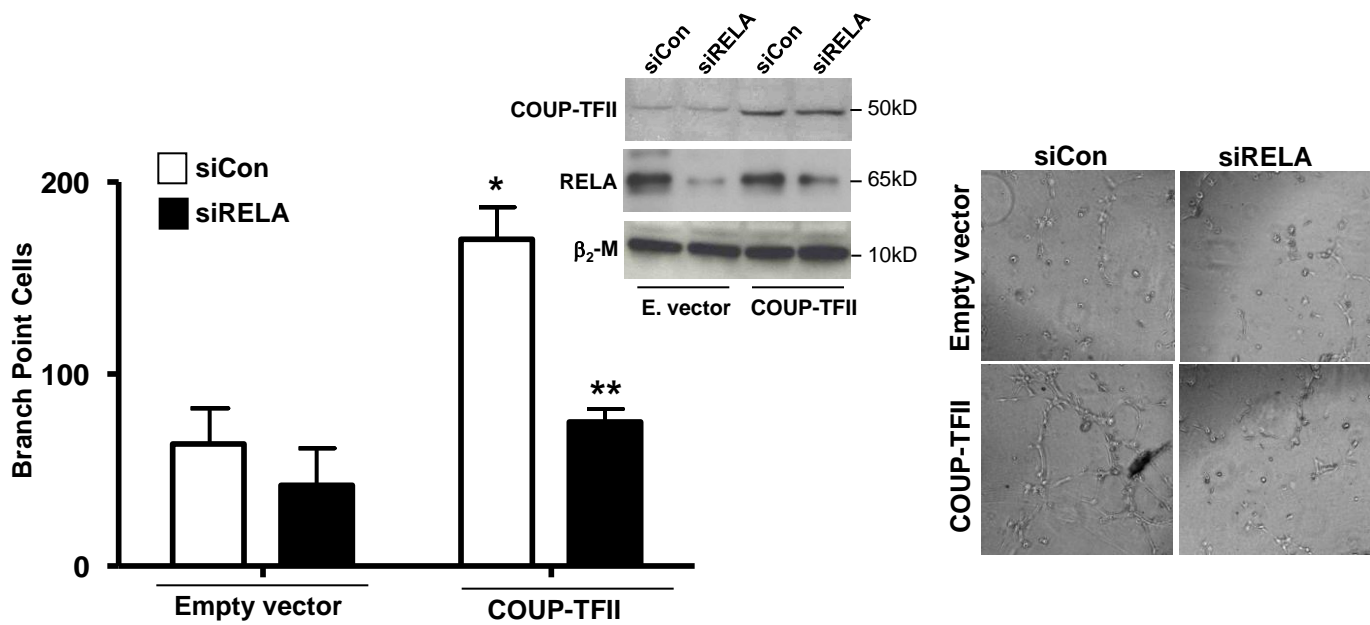 siCon
siRELA
200
100
0
Branch Point Cells
*
**
Empty vector
COUP-TFII
siCon siRELA siCon siRELA
COUP-TFII 50kD
RELA 65kD
β₂-M 10kD
E. vector COUP-TFII
siCon siRELA
Empty vector
COUP-TFII